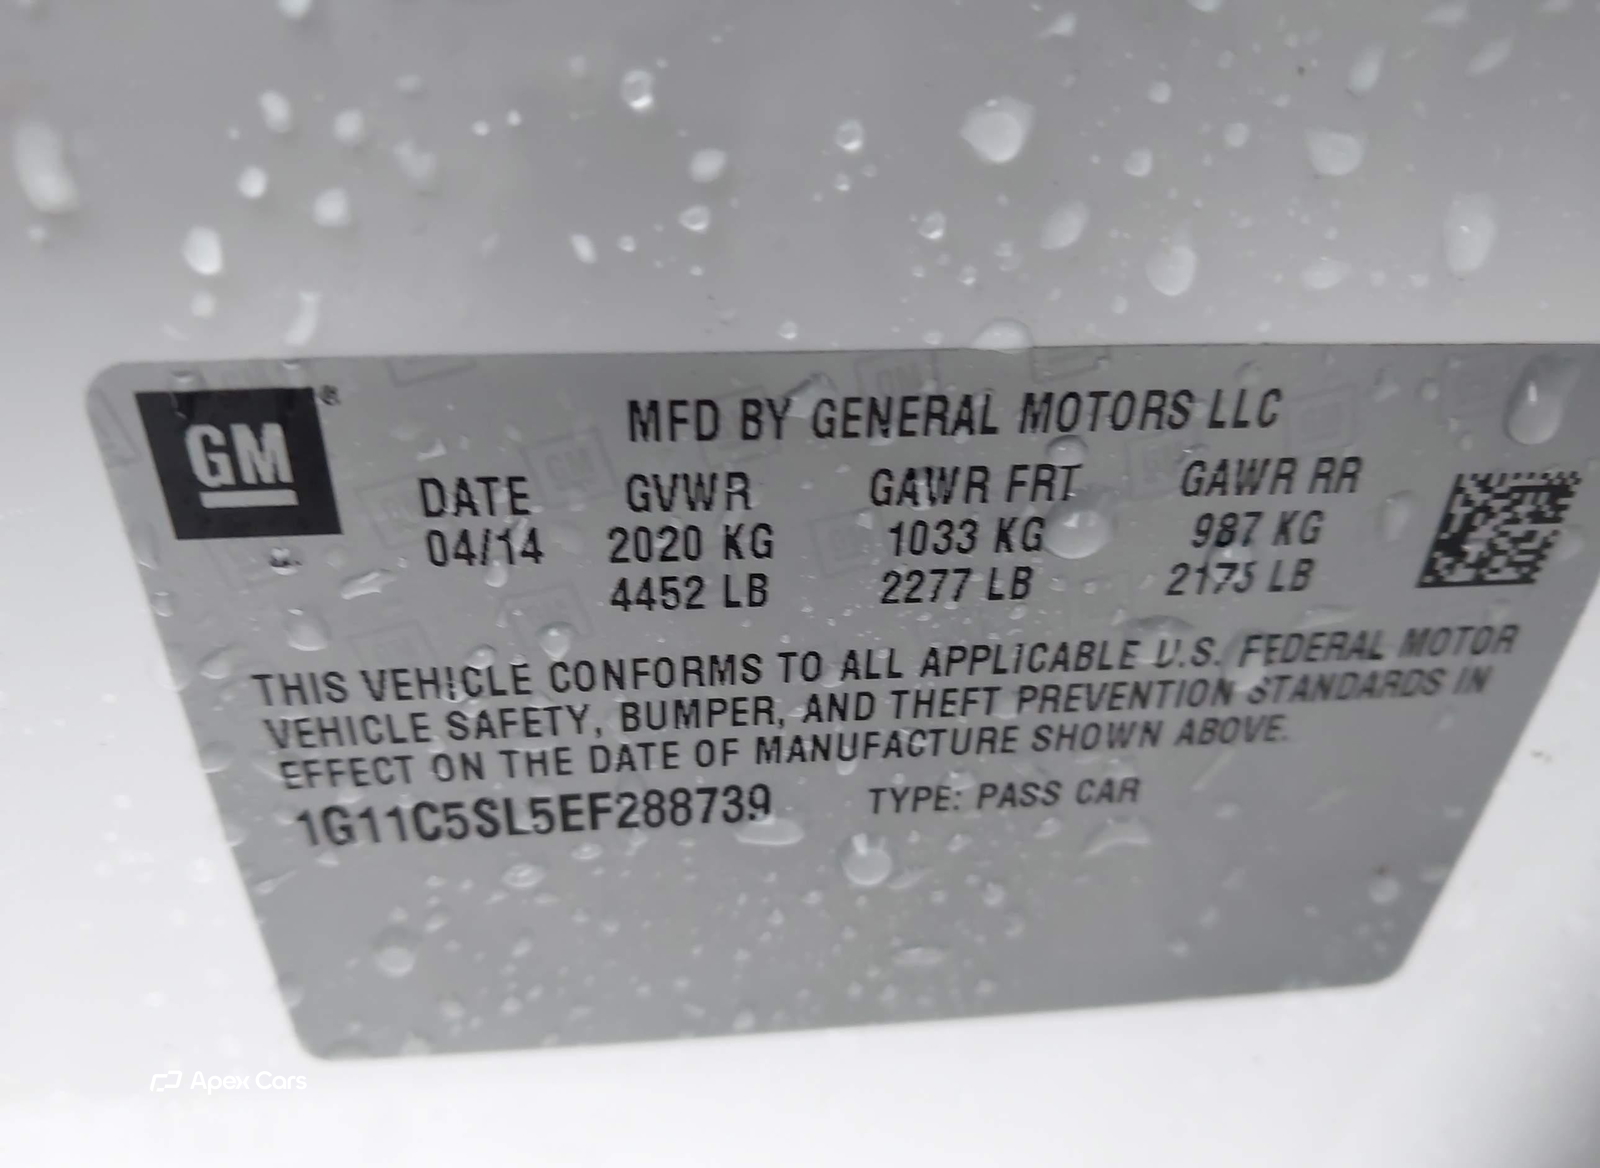 GM
MFD BY GENERAL MOTORS LLC
DATE GVWR GAWR FRT GAWR RR
04/14 2020 KG 1033 KG 987 KG
4452 LB 2277 LB 2175 LB
THIS VEHICLE CONFORMS TO ALL APPLICABLE U.S. FEDERAL MOTOR
VEHICLE SAFETY, BUMPER, AND THEFT PREVENTION STANDARDS IN
EFFECT ON THE DATE OF MANUFACTURE SHOWN ABOVE.
1G11C5SL5EF288739 TYPE: PASS CAR
Apex Cars